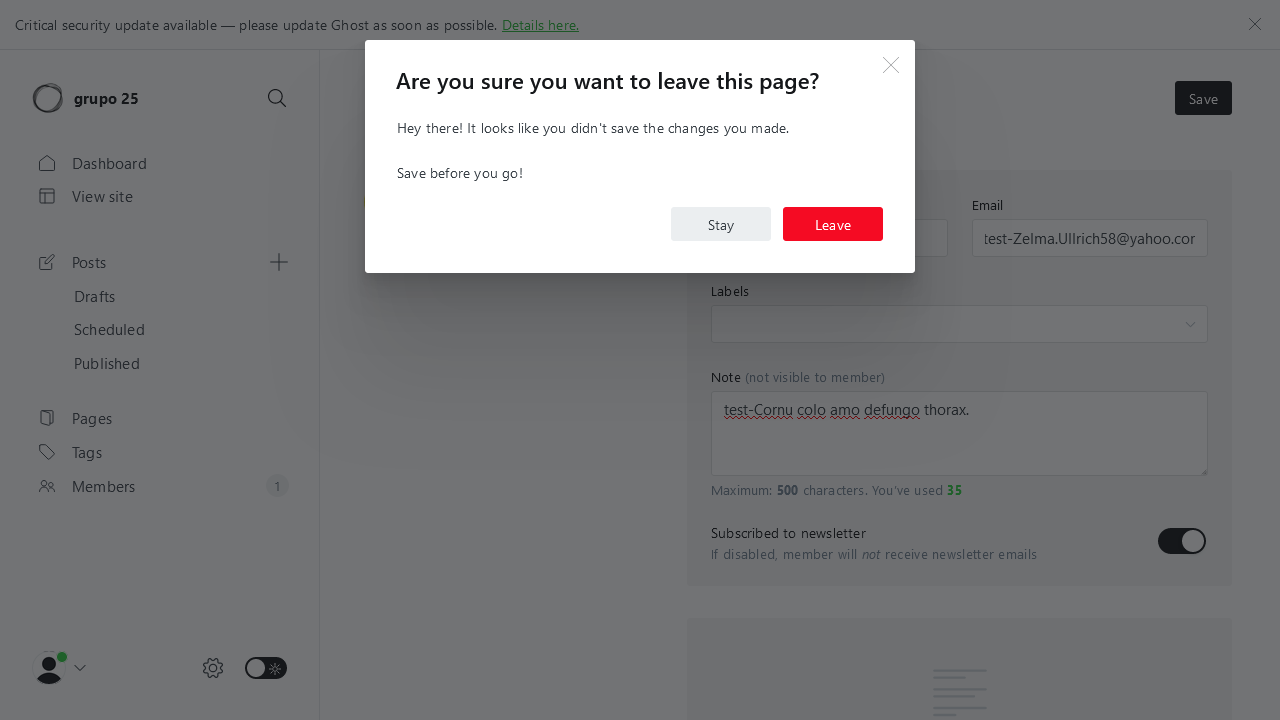 Critical security update available — please update Ghost as soon as possible. Details here.
Are you sure you want to leave this page?
Hey there! It looks like you didn't save the changes you made.
Save before you go!
Stay
Leave
grupo 25
Save
Dashboard
View site
Posts
Drafts
Scheduled
Published
Pages
Tags
Members
1
Email
test-Zelma.Ullrich58@yahoo.cor
Labels
Note (not visible to member)
test-Cornu colo amo defungo thorax.
Maximum: 500 characters. You've used 35
Subscribed to newsletter
If disabled, member will not receive newsletter emails